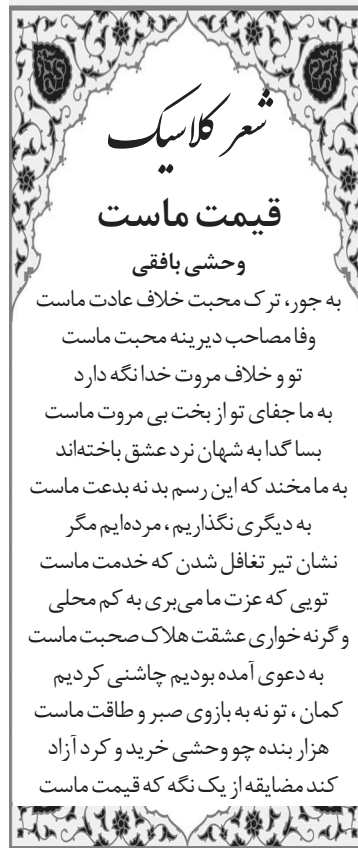 شعر کلاسیک
قیمت ماست
وحشی بافقی
به جور، ترک محبت خلاف عادت ماست
وفا مصاحب دیرینه محبت ماست
تو و خلاف مروت خدا نگه دارد
به ما جفای تو از بخت بی مروت ماست
بسا گدا به شهان نرد عشق باخته‌اند
به ما مخند که این رسم بد نه بدعت ماست
به دیگری نگذاریم ، مرده‌ایم مگر
نشان تیر تغافل شدن که خدمت ماست
تویی که عزت ما می‌بری به کم محلی
و گرنه خواری عشقت هلاک صحبت ماست
به دعوی آمده بودیم چاشنی کردیم
کمان ، تو نه به بازوی صبر و طاقت ماست
هزار بنده چو وحشی خرید و کرد آزاد
کند مضایقه از یک نگه که قیمت ماست